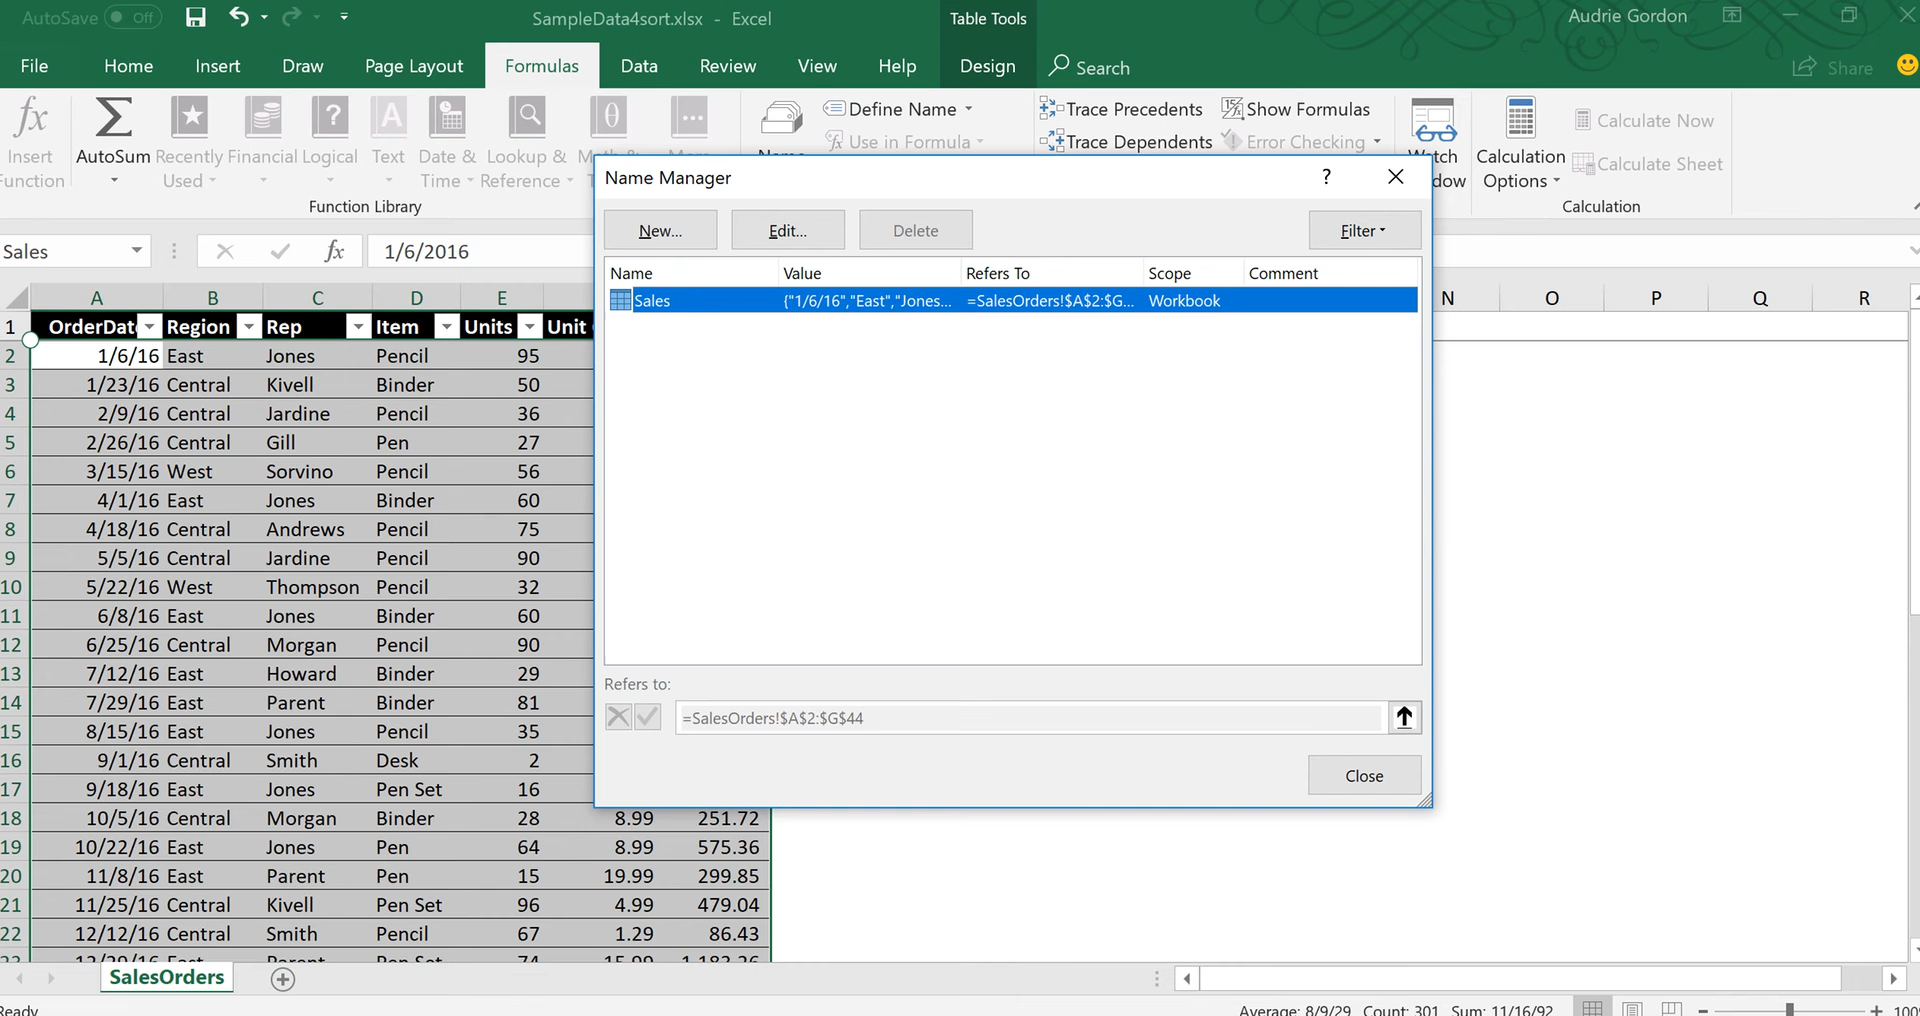 AutoSave Off SampleData4sort.xlsx - Excel Table Tools Audrie Gordon
File Home Insert Draw Page Layout Formulas Data Review View Help Design Search Share
fx Σ Define Name Trace Precedents Show Formulas Calculate Now
Use in Formula Trace Dependents Error Checking
Insert AutoSum Recently Financial Logical Text Date & Lookup & Calculation Calculate Sheet
Used Time Reference Options
Function Library Calculation
Sales fx 1/6/2016
Name Manager ?
New... Edit... Delete Filter
Name Value Refers To Scope Comment
Sales {"1/6/16","East","Jones... =SalesOrders!$A$2:$G... Workbook
Refers to:
=SalesOrders!$A$2:$G$44
Close
A B C D E N O P Q R
1 Region Rep Item Units Unit
2 1/6/16 East Jones Pencil 95
3 1/23/16 Central Kivell Binder 50
4 2/9/16 Central Jardine Pencil 36
5 2/26/16 Central Gill Pen 27
6 3/15/16 West Sorvino Pencil 56
7 4/1/16 East Jones Binder 60
8 4/18/16 Central Andrews Pencil 75
9 5/5/16 Central Jardine Pencil 90
10 5/22/16 West Thompson Pencil 32
11 6/8/16 East Jones Binder 60
12 6/25/16 Central Morgan Pencil 90
13 7/12/16 East Howard Binder 29
14 7/29/16 East Parent Binder 81
15 8/15/16 East Jones Pencil 35
16 9/1/16 Central Smith Desk 2
17 9/18/16 East Jones Pen Set 16
18 10/5/16 Central Morgan Binder 28 8.99 251.72
19 10/22/16 East Jones Pen 64 8.99 575.36
20 11/8/16 East Parent Pen 15 19.99 299.85
21 11/25/16 Central Kivell Pen Set 96 4.99 479.04
22 12/12/16 Central Smith Pencil 67 1.29 86.43
SalesOrders
Average: 8/9/29 Count: 301 Sum: 11/16/92